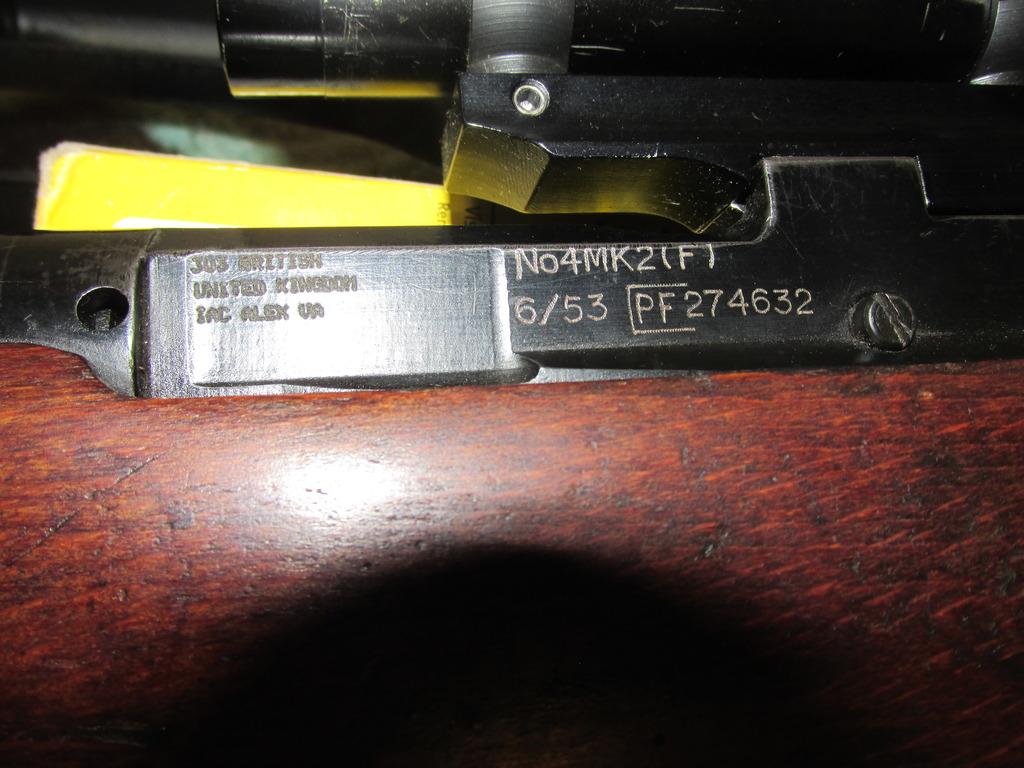 303 BRITISH
UNITED KINGDOM
IAC ALEX VA
No4MK2(F)
6/53 PF274632